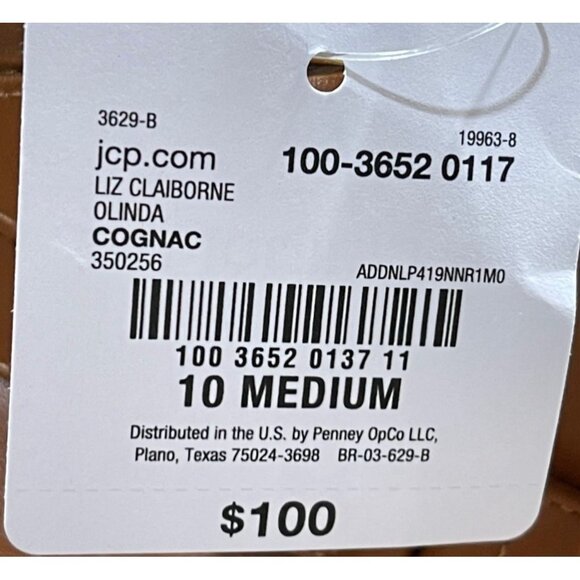 3629-B
19963-8
jcp.com
100-3652 0117
LIZ CLAIBORNE
OLINDA
COGNAC
350256
ADDNLP419NNR1M0
100 3652 0137 11
10 MEDIUM
Distributed in the U.S. by Penney OpCo LLC,
Plano, Texas 75024-3698 BR-03-629-B
$100